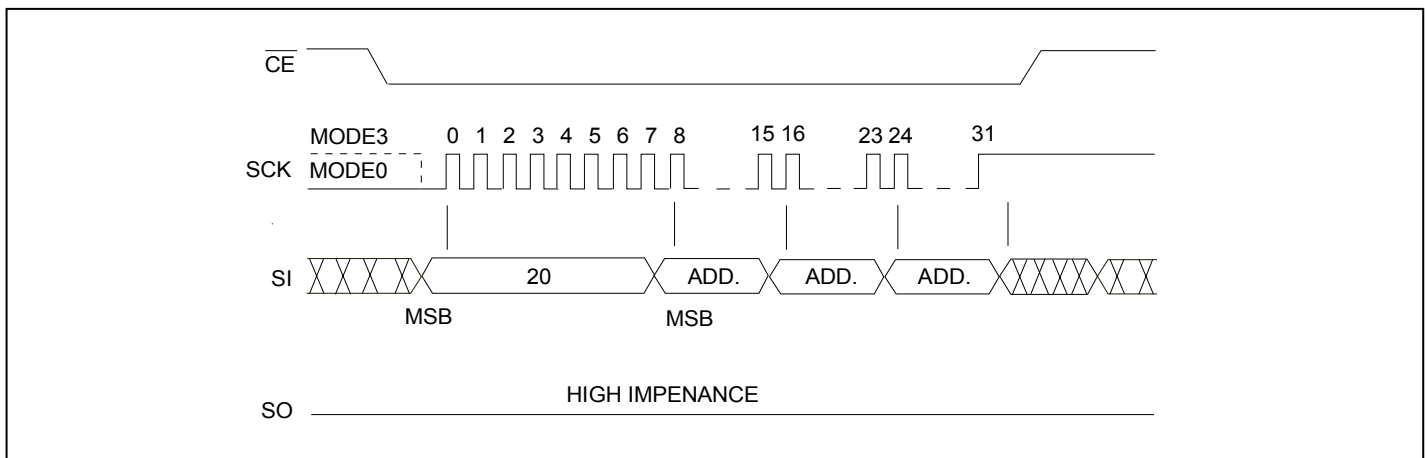 CE
0 1 2 3 4 5 6 7 8 15 16 23 24 31
MODE3
SCK MODE0
SI 20 ADD. ADD. ADD.
MSB MSB
HIGH IMPENANCE
SO